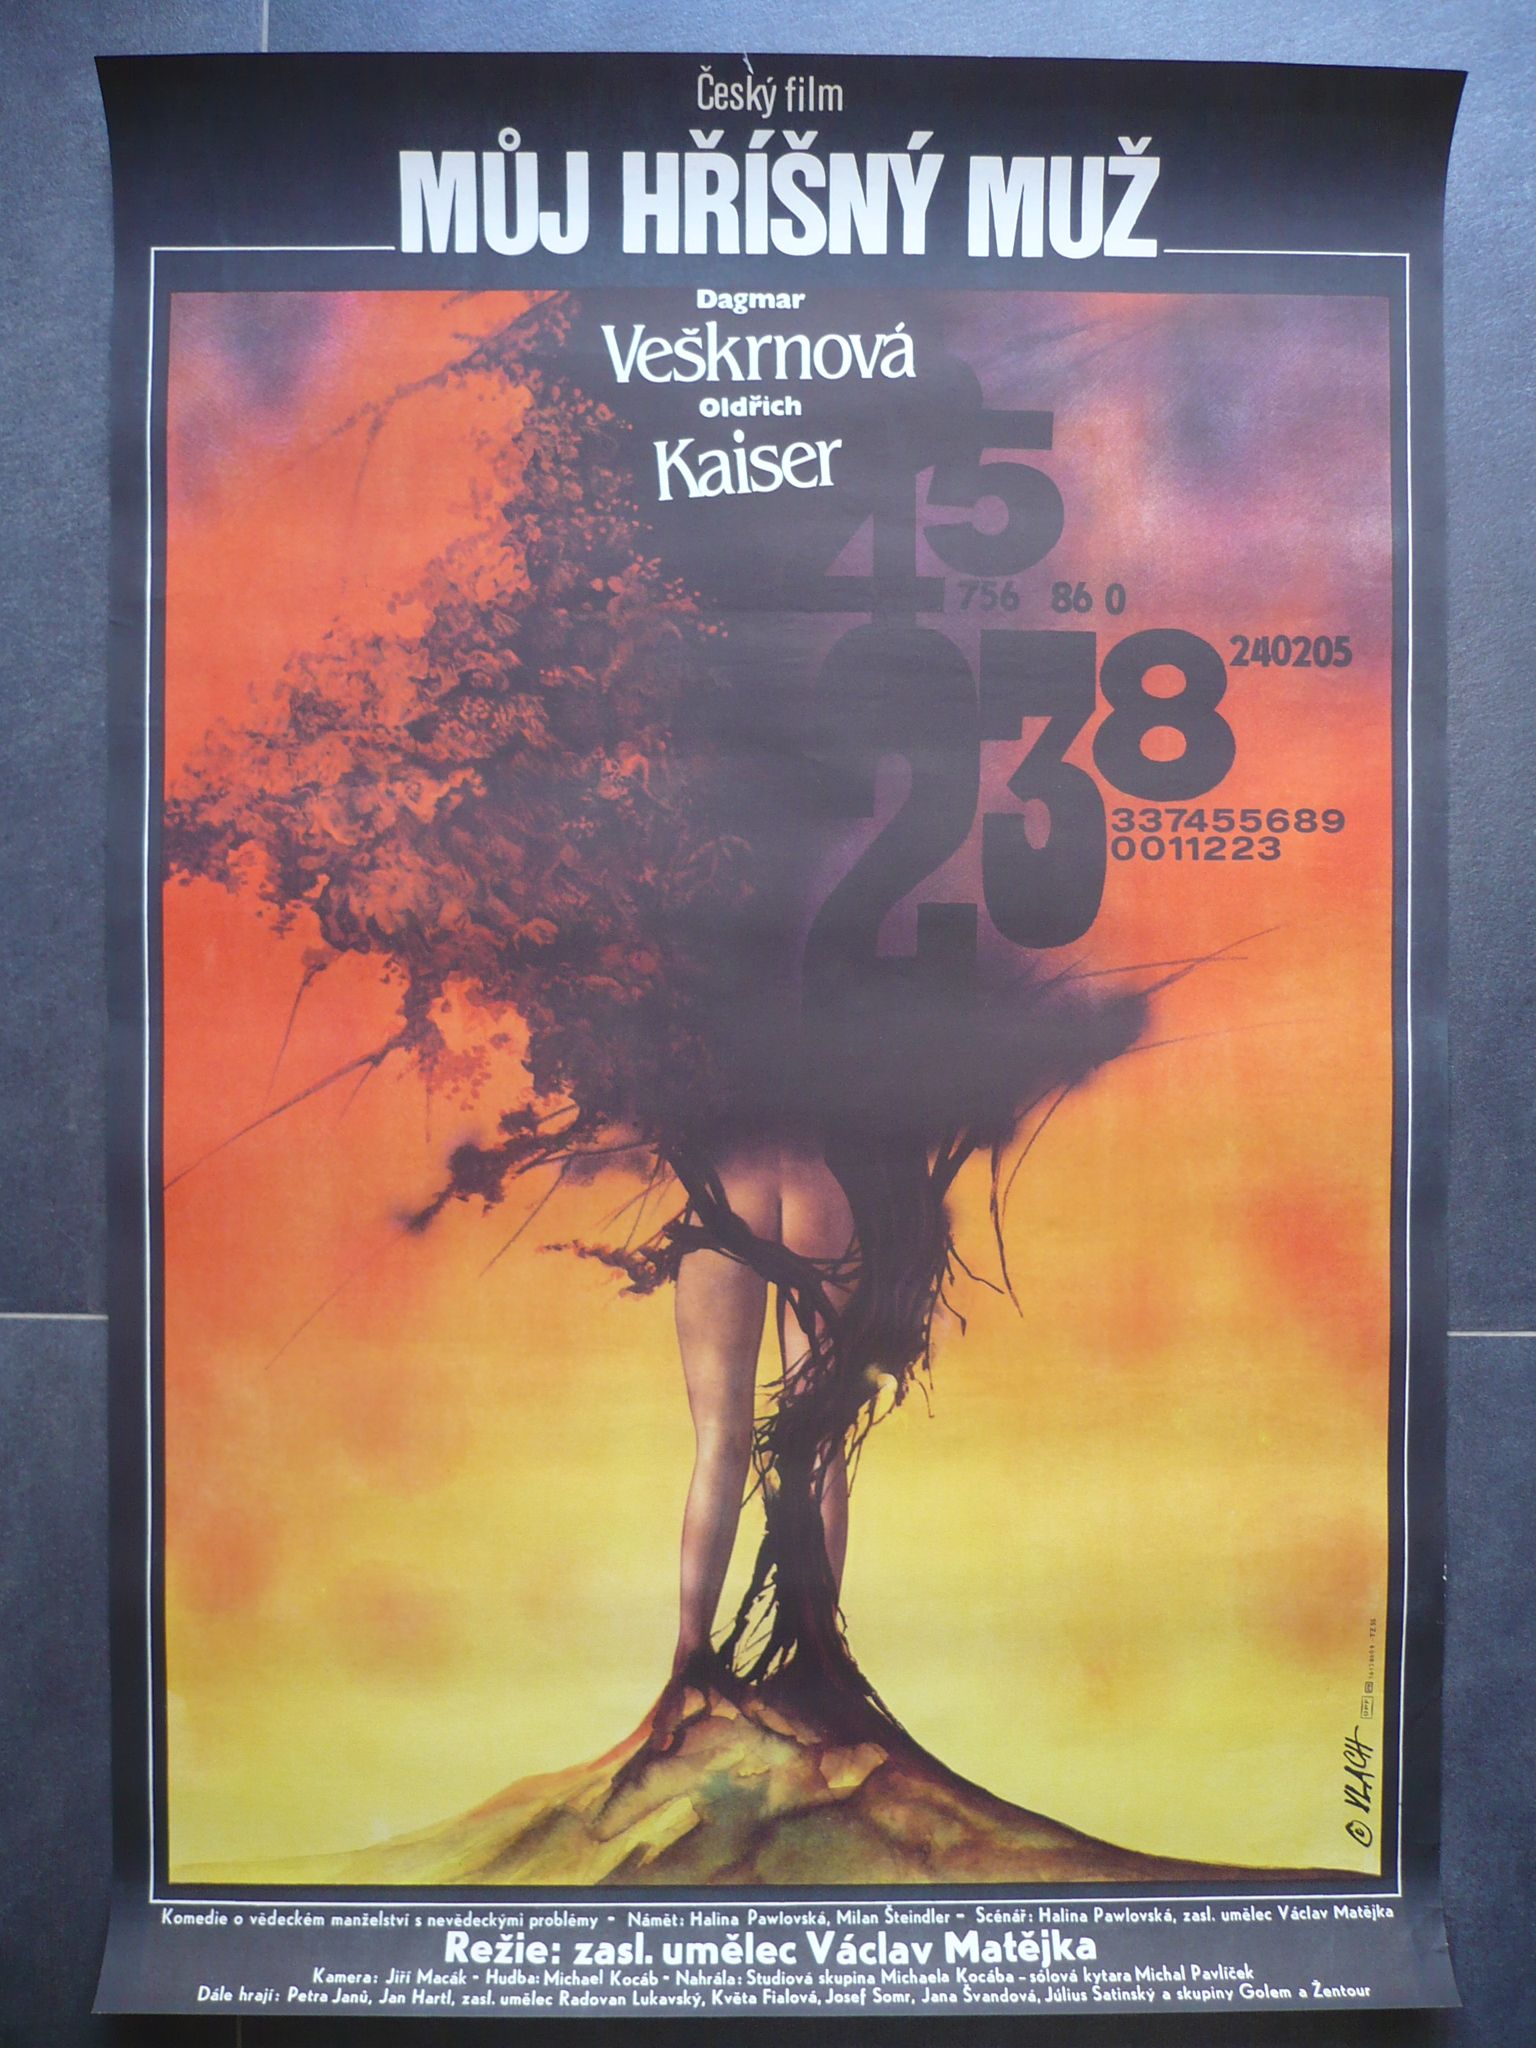 Český film
MŮJ HŘÍŠNÝ MUŽ
Dagmar
Veškrnová
Oldřich
Kaiser
45
756 86 0
238
240205
337455689
0011223
© VLACH
Komedie o vědeckém manželství s nevědeckými problémy - Námět: Halina Pawlovská, Milan Šteindler - Scénář: Halina Pawlovská, zasl. umělec Václav Matějka
Režie: zasl. umělec Václav Matějka
Kamera: Jiří Macák - Hudba: Michael Kocáb - Nahrála: Studiová skupina Michaela Kocába - sólová kytara Michal Pavlíček
Dále hrají: Petra Janů, Jan Hartl, zasl. umělec Radovan Lukavský, Květa Fialová, Josef Somr, Jana Švandová, Július Satinský a skupiny Golem a Žentour